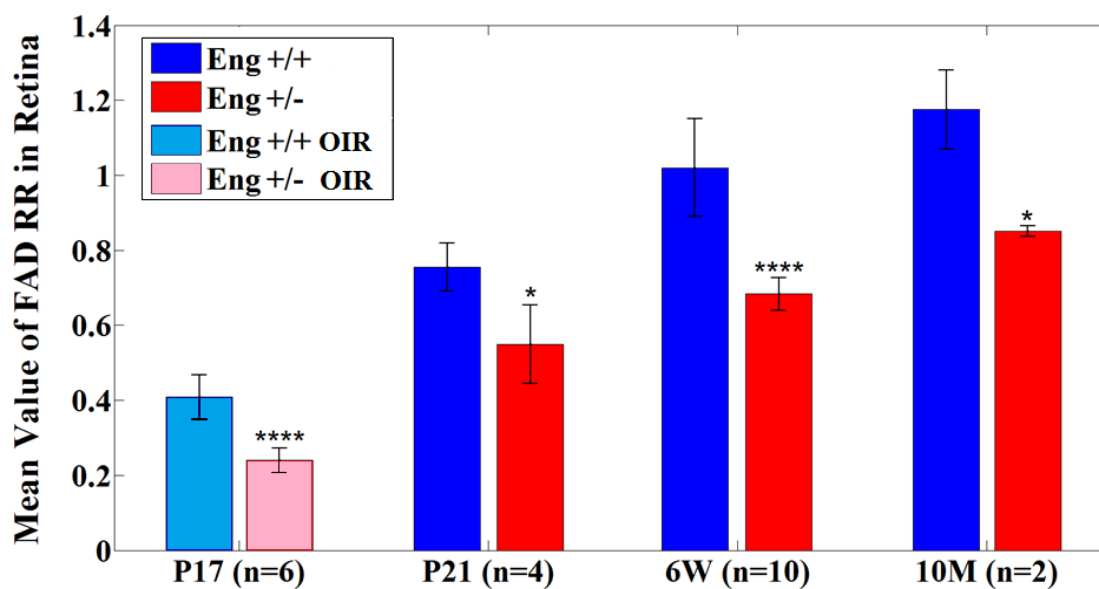 Mean Value of FAD RR in Retina
1.4
1.2
1
0.8
0.6
0.4
0.2
0
Eng +/+
Eng +/-
Eng +/+ OIR
Eng +/- OIR
****
*
****
*
P17 (n=6)
P21 (n=4)
6W (n=10)
10M (n=2)